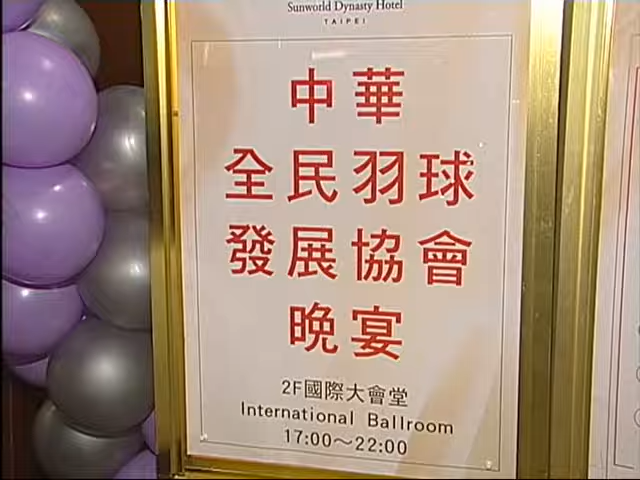 Sunworld Dynasty Hotel
TAIPEI
中華
全民羽球
發展協會
晚宴
2F國際大會堂
International Ballroom
17:00～22:00